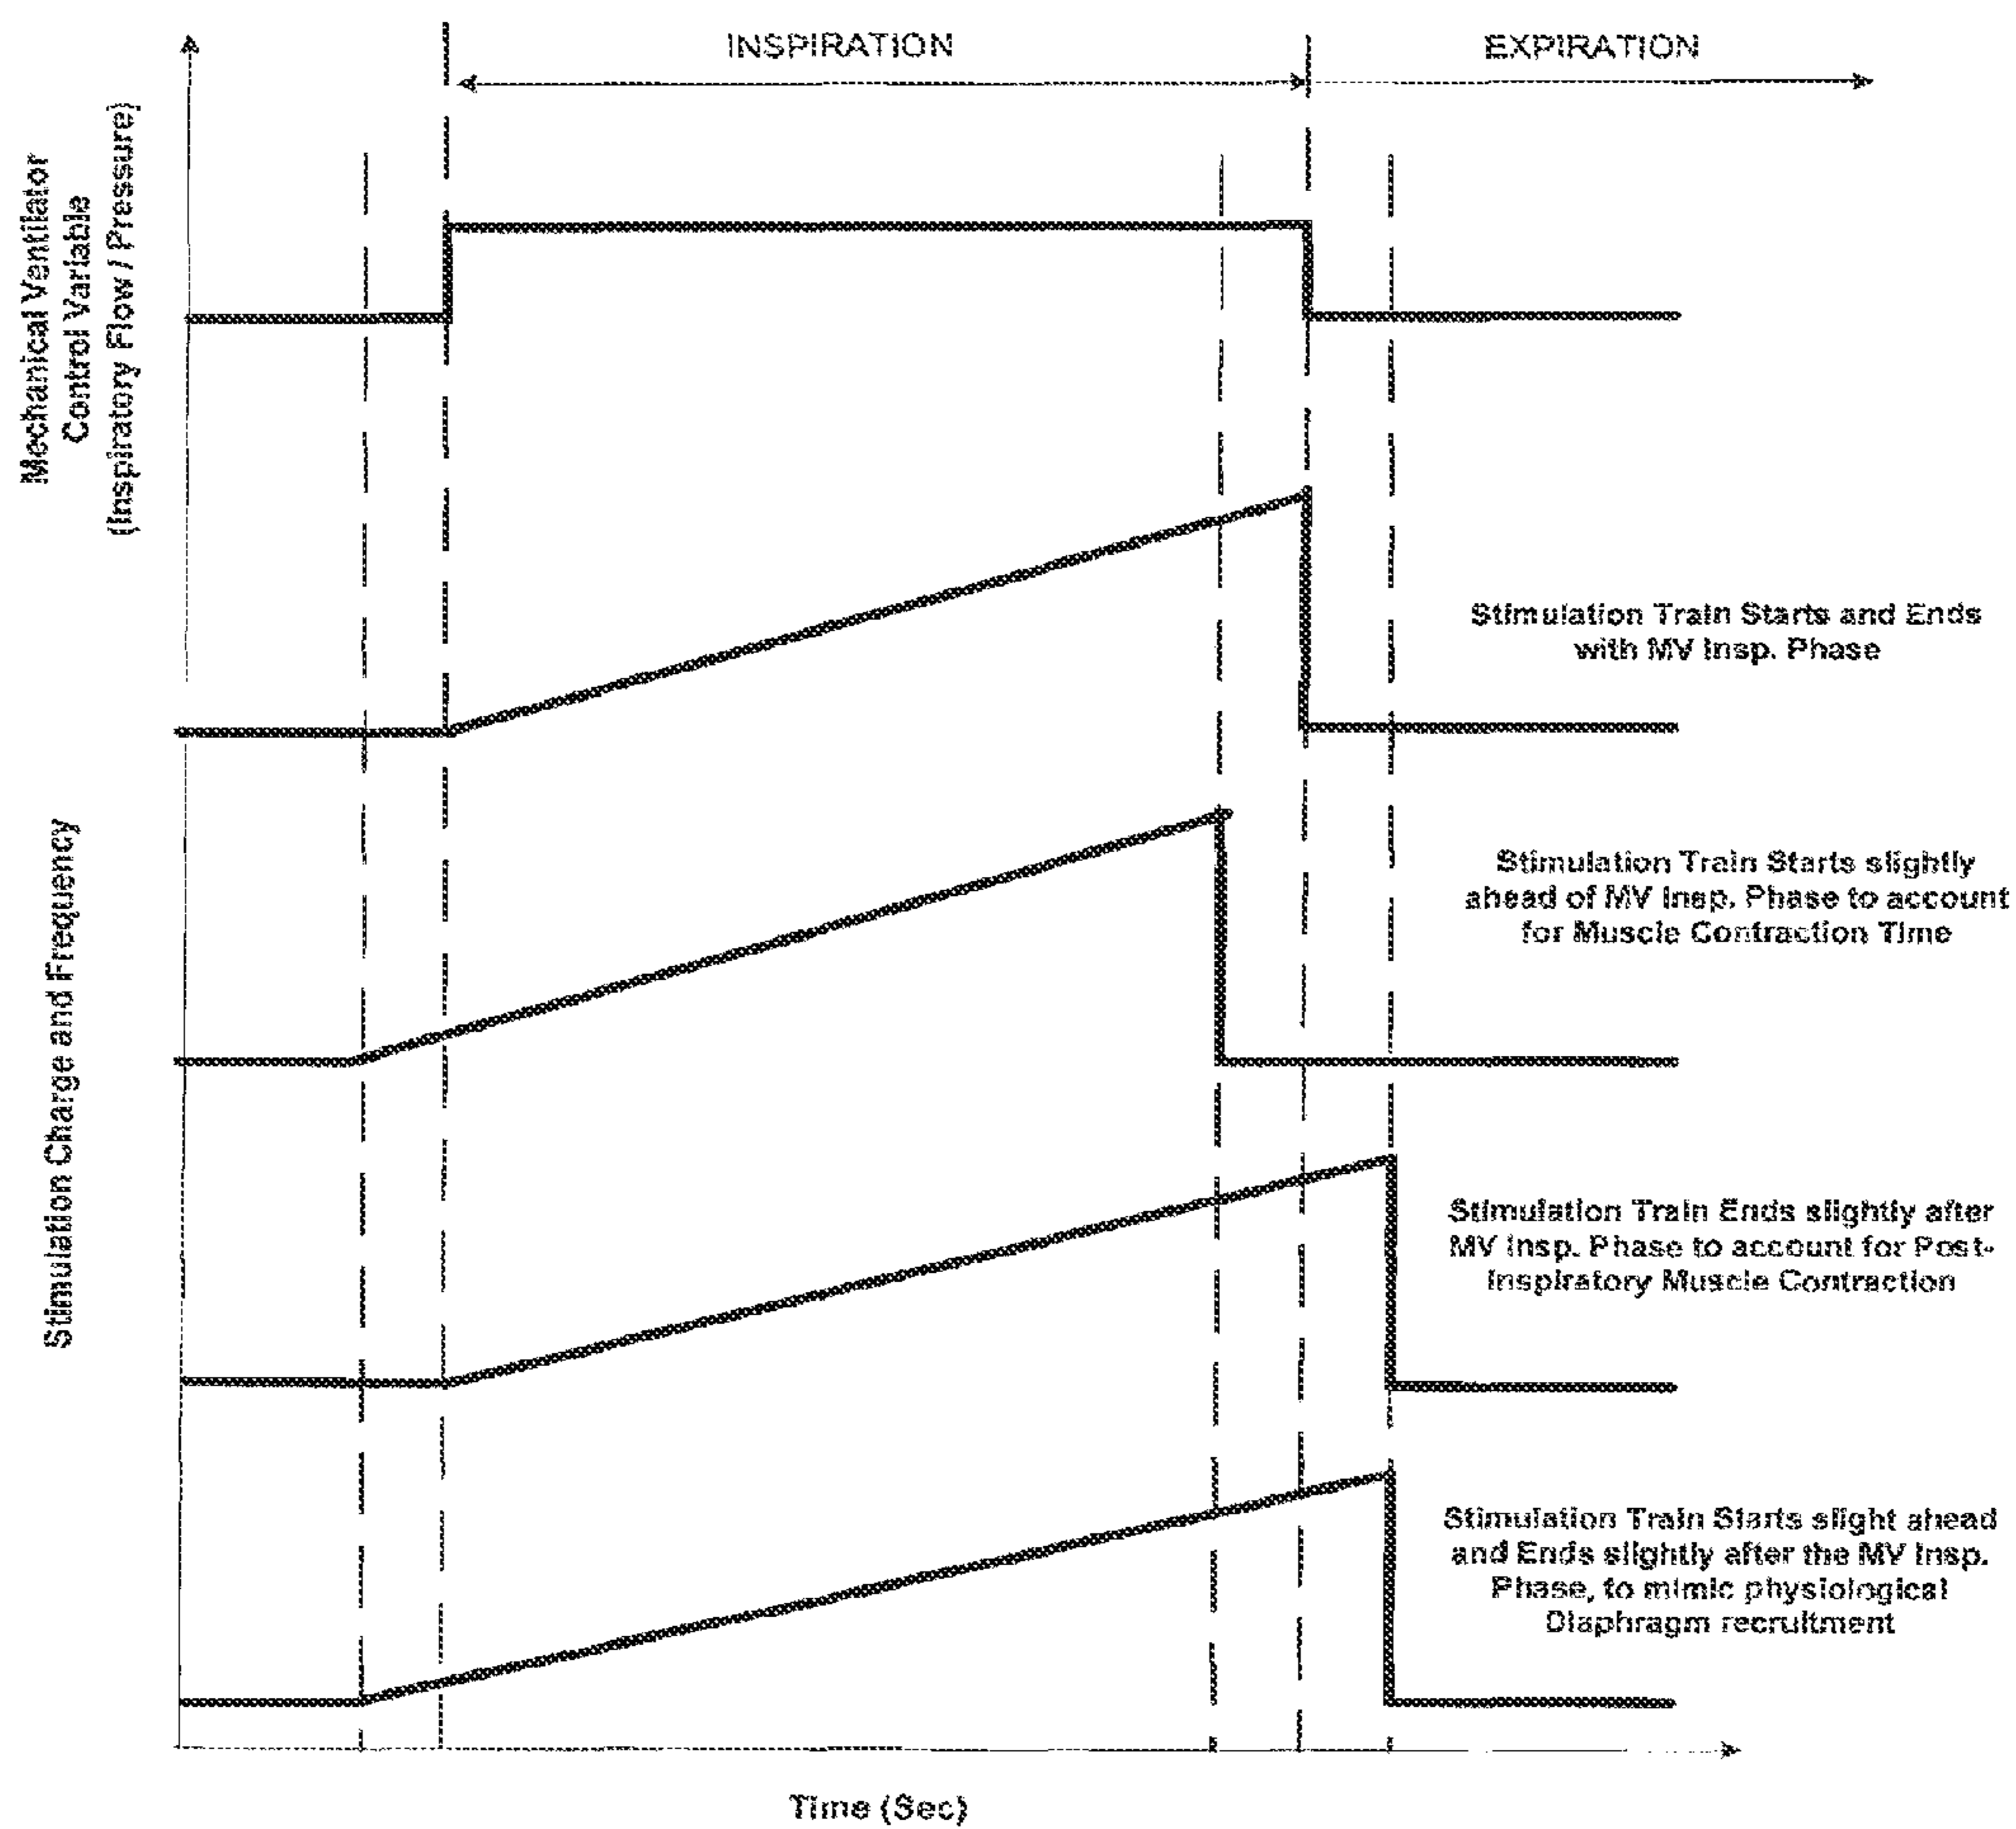 INSPIRATION
EXPIRATION
Mechanical Ventilator
Control Variable
(Inspiratory Flow / Pressure)
Stimulation Train Starts and Ends
with MV Insp. Phase
Stimulation Train Starts slightly
ahead of MV Insp. Phase to account
for Muscle Contraction Time
Stimulation Charge and Frequency
Stimulation Train Ends slightly after
MV Insp. Phase to account for Post-
Inspiratory Muscle Contraction
Stimulation Train Starts slight ahead
and Ends slightly after the MV Insp.
Phase, to mimic physiological
Diaphragm recruitment
Time (Sec)